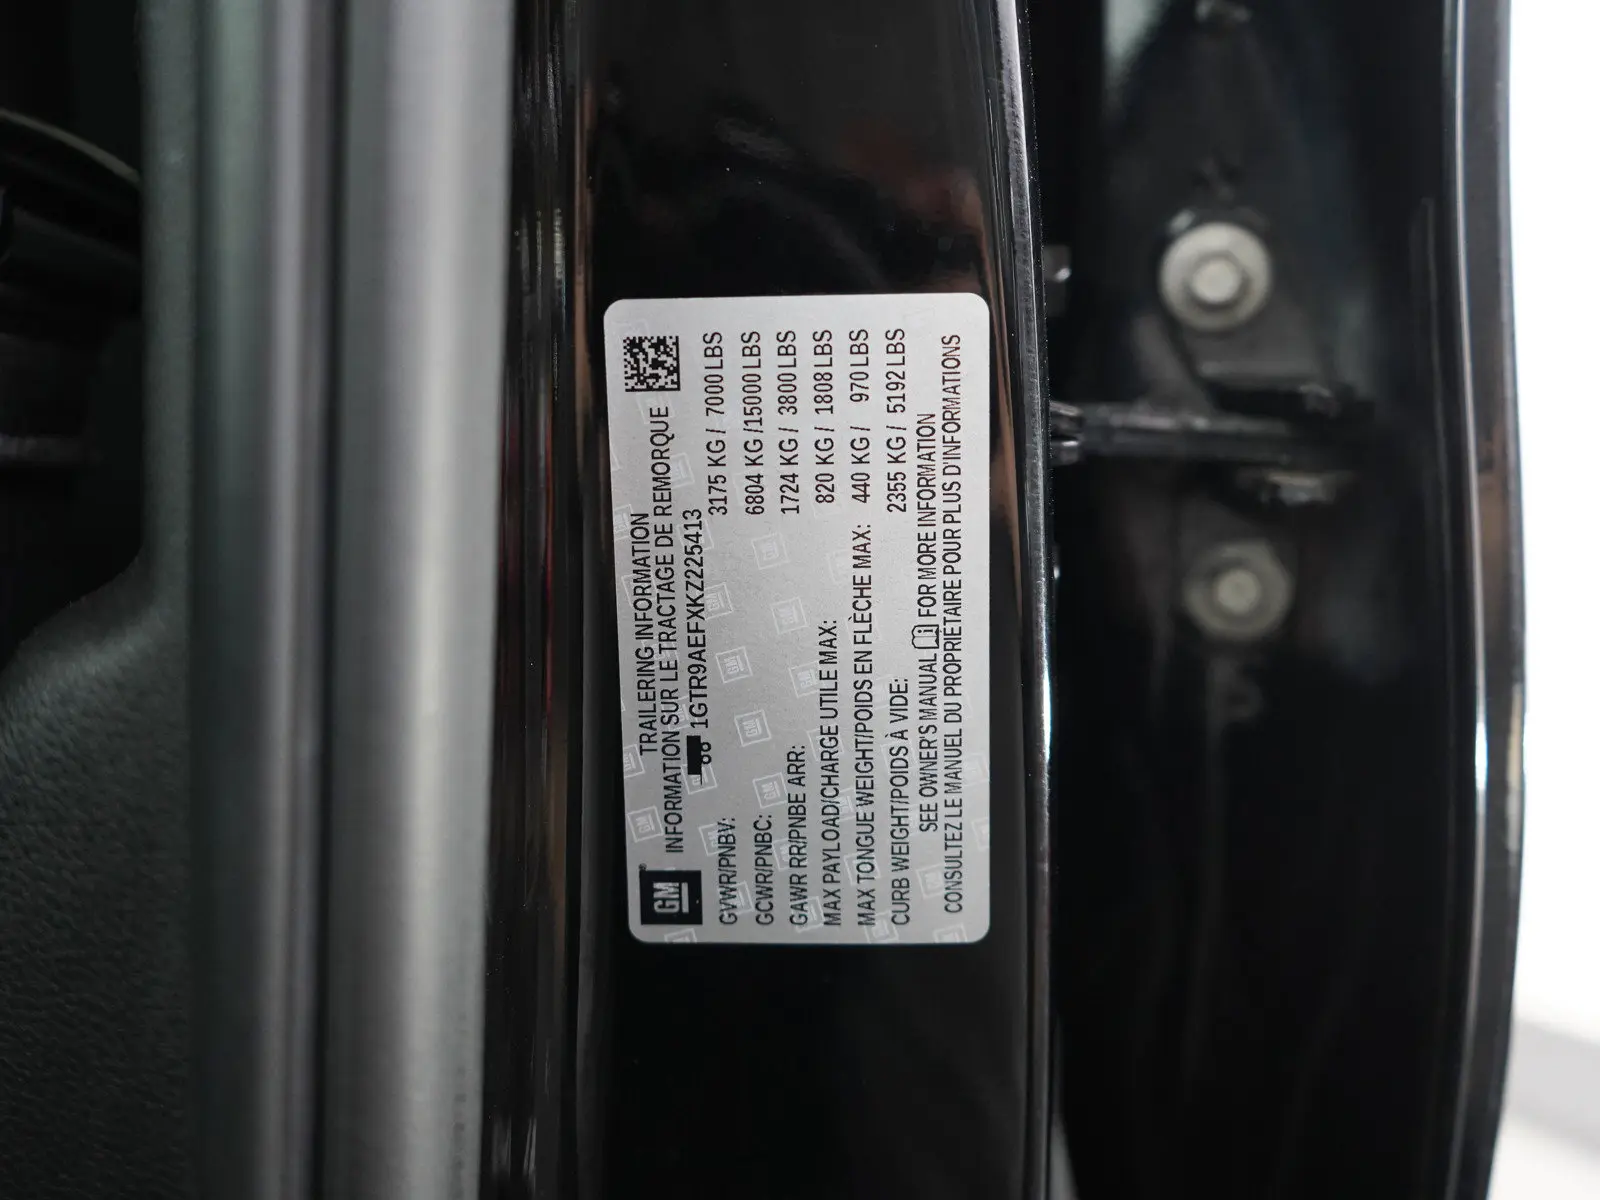 GM
TRAILERING INFORMATION
INFORMATION SUR LE TRACTAGE DE REMORQUE
1GTR9AEFXKZ225413
GVWR/PNBV: 3175 KG / 7000 LBS
GCWR/PNBC: 6804 KG /15000 LBS
GAWR RR/PNBE ARR: 1724 KG / 3800 LBS
MAX PAYLOAD/CHARGE UTILE MAX: 820 KG / 1808 LBS
MAX TONGUE WEIGHT/POIDS EN FLÈCHE MAX: 440 KG / 970 LBS
CURB WEIGHT/POIDS À VIDE: 2355 KG / 5192 LBS
SEE OWNER'S MANUAL FOR MORE INFORMATION
CONSULTEZ LE MANUEL DU PROPRIETAIRE POUR PLUS D'INFORMATIONS